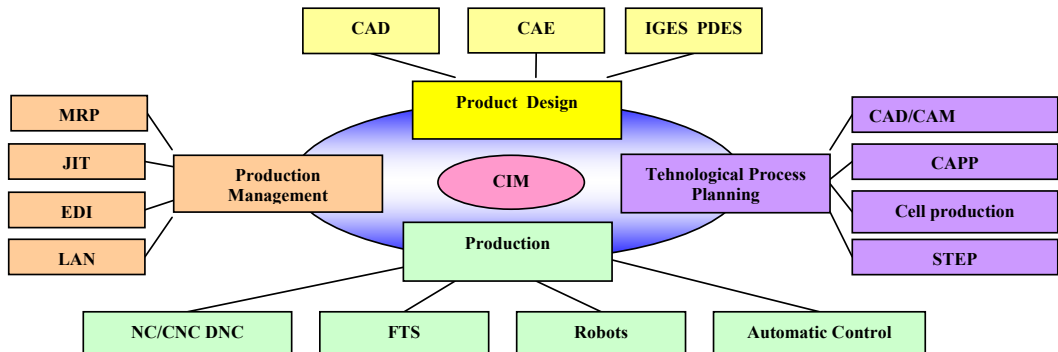 CAD
CAE
IGES PDES
Product Design
MRP
JIT
EDI
LAN
Production
Management
CIM
Tehnological Process
Planning
CAD/CAM
CAPP
Cell production
STEP
Production
NC/CNC DNC
FTS
Robots
Automatic Control